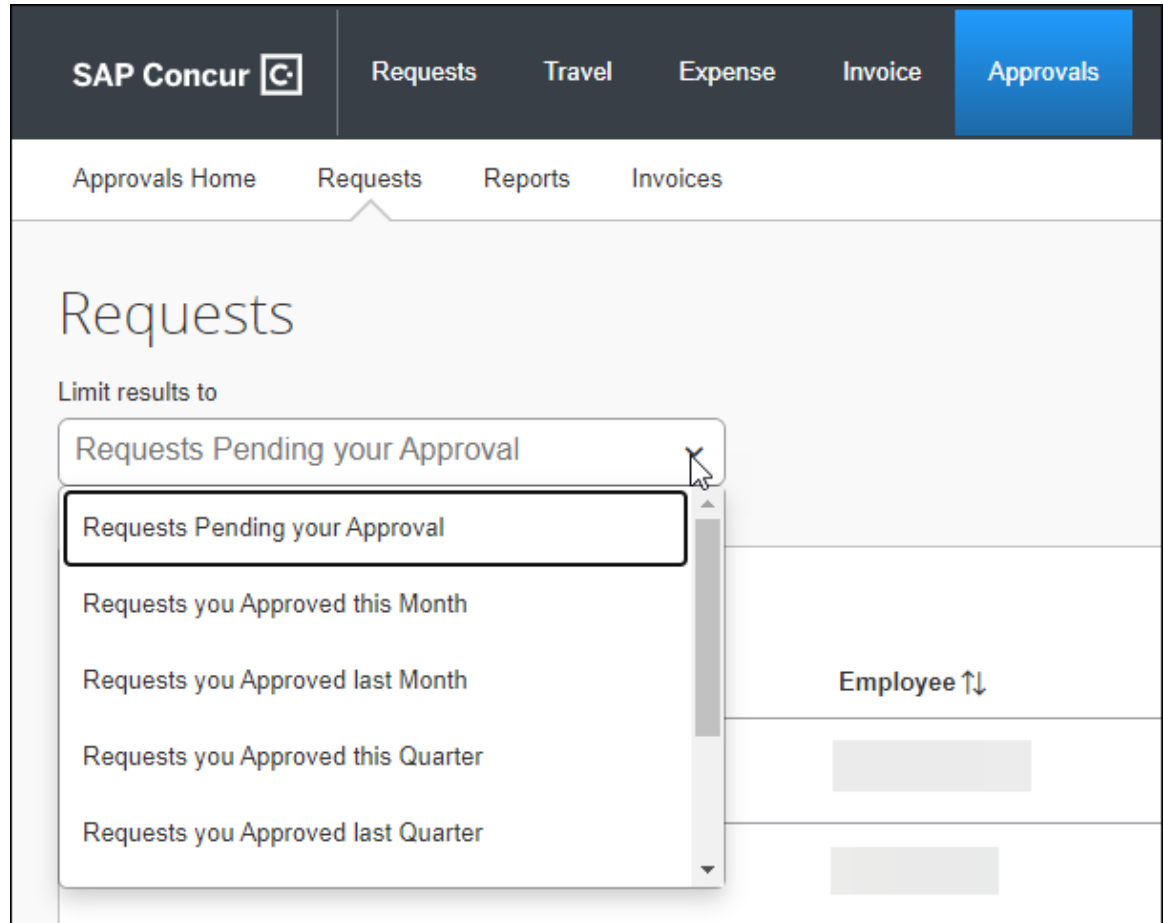 SAP Concur C Requests Travel Expense Invoice Approvals
Approvals Home Requests Reports Invoices
Requests
Limit results to
Requests Pending your Approval
Requests Pending your Approval
Requests you Approved this Month
Requests you Approved last Month
Employee
Requests you Approved this Quarter
Requests you Approved last Quarter